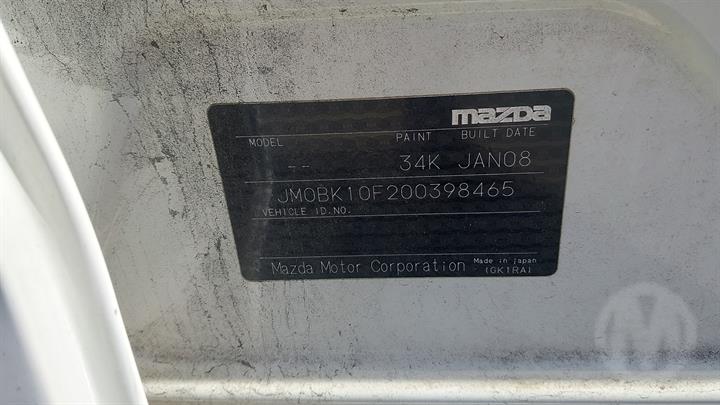 mazda
MODEL PAINT BUILT DATE
-- 34K JAN08
JM0BK10F200398465
VEHICLE ID.NO.
Mazda Motor Corporation Made in japan
(GK1RA)
M